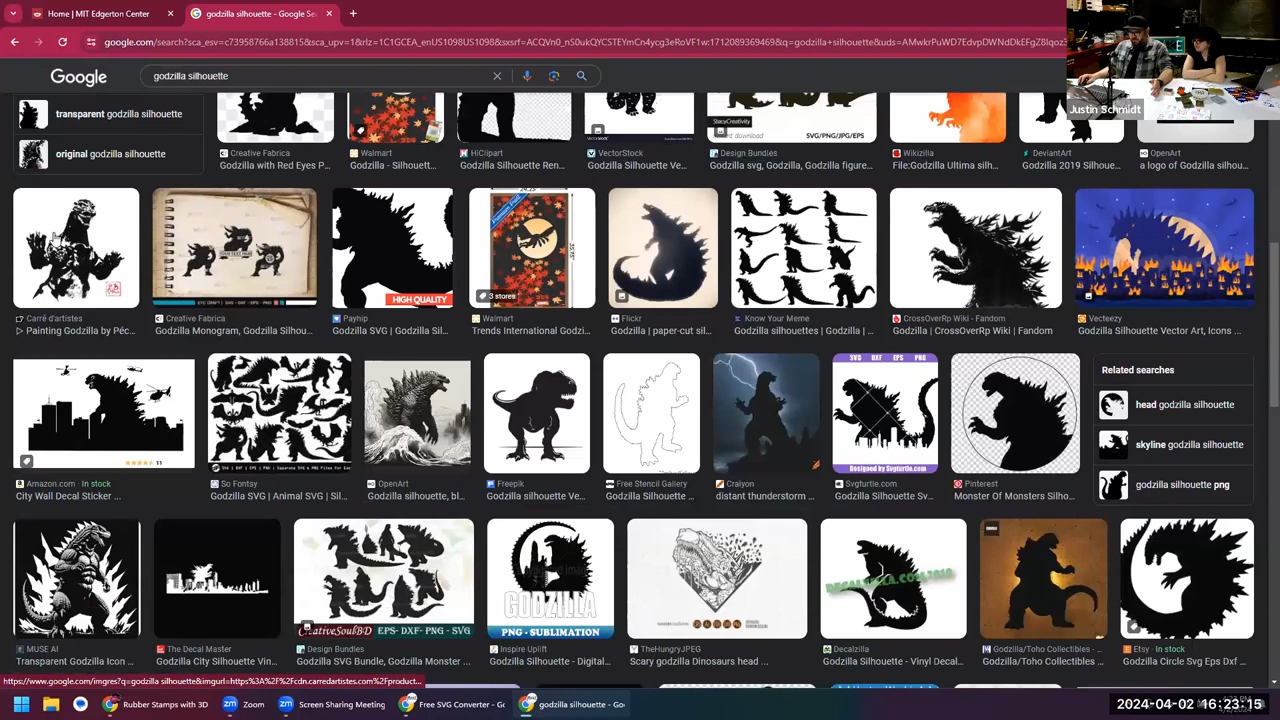 Home | MIT Edgerton Center
godzilla silhouette - Google Se
google.com/search?sca_esv=c73958766a138815&sca_upv=1&rlz=1C1GCEA_enUS1098US1098&sxsrf=
Google
godzilla silhouette
Justin Schmidt
transparent godzilla silhouette
original godzilla silhouette
StacyCreativity
SVG/PNG/JPG/EPS
Creative Fabrica
Walmart
HiClipart
VectorStock
Design Bundles
Wikizilla
DeviantArt
OpenArt
Godzilla with Red Eyes P...
Godzilla - Silhouett...
Godzilla Silhouette Ren...
Godzilla Silhouette Ve...
Godzilla svg, Godzilla, Godzilla figure...
File:Godzilla Ultima silh...
Godzilla 2019 Silhoue...
a logo of Godzilla silhou...
HIGH QUALITY
3 stores
Carré d'artistes
Creative Fabrica
Payhip
Walmart
Flickr
Know Your Meme
CrossOverRp Wiki - Fandom
Vecteezy
Painting Godzilla by Péc...
Godzilla Monogram, Godzilla Silhou...
Godzilla SVG | Godzilla Sil...
Trends International Godzi...
Godzilla | paper-cut sil...
Godzilla silhouettes | Godzilla | ...
Godzilla | CrossOverRp Wiki | Fandom
Godzilla Silhouette Vector Art, Icons ...
SVG DXF EPS PNG
Designed by Svgturtle.com
11
Related searches
head godzilla silhouette
skyline godzilla silhouette
godzilla silhouette png
Amazon.com · In stock
So Fontsy
OpenArt
Freepik
Free Stencil Gallery
Craiyon
Svgturtle.com
Pinterest
City Wall Decal Sticker ...
Godzilla SVG | Animal SVG | Sil...
Godzilla silhouette, bl...
Godzilla silhouette Ve...
Godzilla Silhouette ...
distant thunderstorm ...
Godzilla Silhouette Sv...
Monster Of Monsters Silho...
CreativeSoulBD
EPS- DXF - PNG - SVG
GODZILLA
PNG - SUBLIMATION
MUSE AI
The Decal Master
Design Bundles
Inspire Uplift
TheHungryJPEG
Decalzilla
Godzilla/Toho Collectibles - ...
Etsy · In stock
Transparent Godzilla Icon ...
Godzilla City Silhouette Vin...
Godzilla SVG Bundle, Godzilla Monster ...
Godzilla Silhouette - Digital...
Scary godzilla Dinosaurs head ...
Godzilla Silhouette - Vinyl Decal...
Godzilla/Toho Collectibles ...
Godzilla Circle Svg Eps Dxf ...
https://www.google.com/imgres?q=godzilla silhouette&imgurl=https%3A%2F%2Fcdn.carredartistes.com%2Fproduct...
Rubber Stamps with 3D
Zoom
Screen Sharing Meeting
Free SVG Converter - Go
godzilla silhouette - Goo
2024-04-02 16:23:15